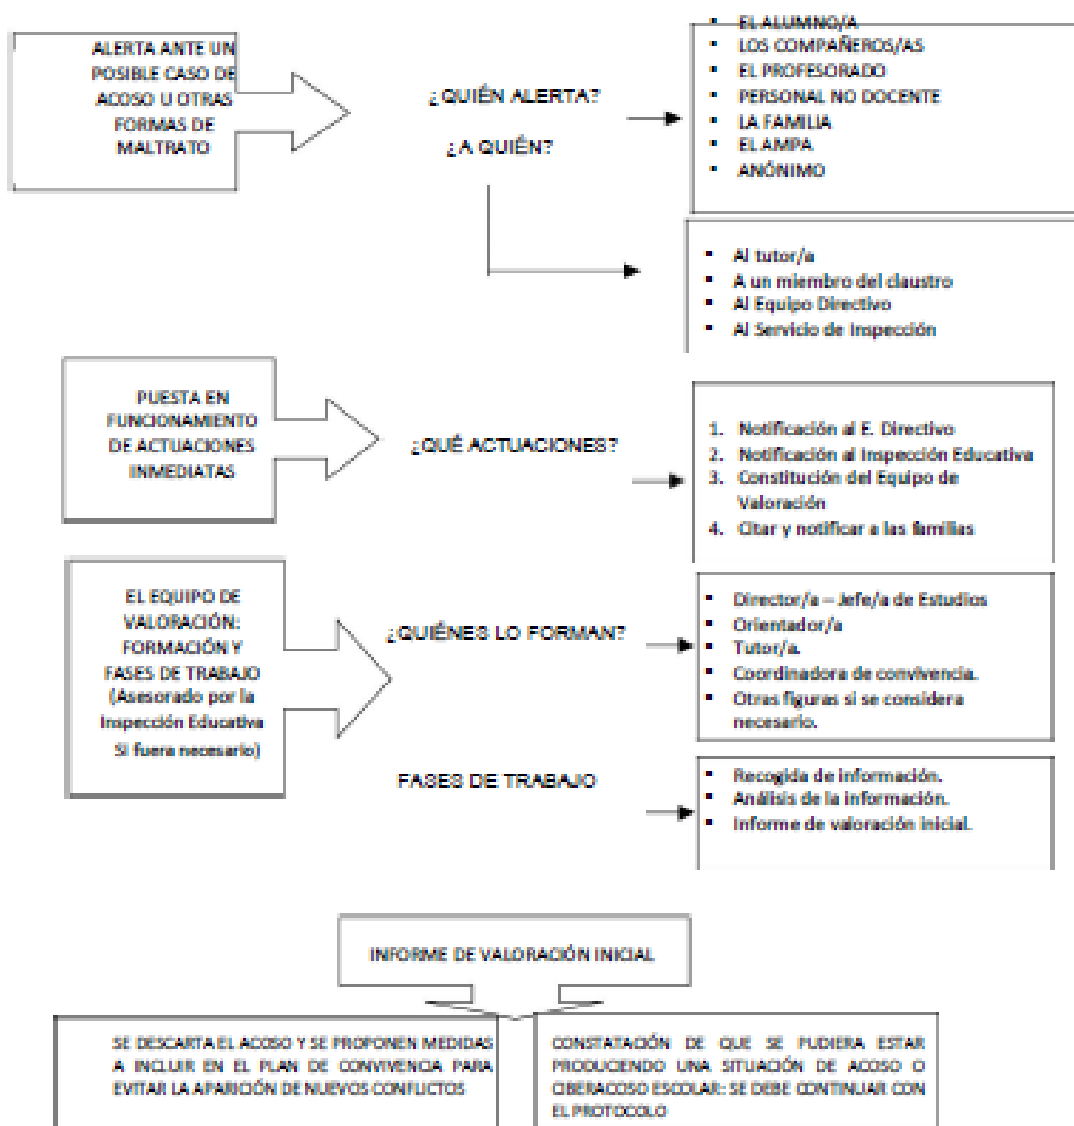 ALERTA ANTE UN
POSIBLE CASO DE
ACOSO U OTRAS
FORMAS DE
MALTRATO
¿QUIÉN ALERTA?
¿A QUIÉN?
▪ EL ALUMNO/A
▪ LOS COMPAÑEROS/AS
▪ EL PROFESORADO
▪ PERSONAL NO DOCENTE
▪ LA FAMILIA
▪ EL AMPA
▪ ANÓNIMO
▪ Al tutor/a
▪ A un miembro del claustro
▪ Al Equipo Directivo
▪ Al Servicio de Inspección
PUESTA EN
FUNCIONAMIENTO
DE ACTUACIONES
INMEDIATAS
¿QUÉ ACTUACIONES?
1. Notificación al E. Directivo
2. Notificación al Inspección Educativa
3. Constitución del Equipo de
Valoración
4. Citar y notificar a las familias
EL EQUIPO DE
VALORACIÓN:
FORMACIÓN Y
FASES DE TRABAJO
(Asesorado por la
Inspección Educativa
Si fuera necesario)
¿QUIÉNES LO FORMAN?
▪ Director/a – Jefe/a de Estudios
▪ Orientador/a
▪ Tutor/a.
▪ Coordinadora de convivencia.
▪ Otras figuras si se considera
necesario.
FASES DE TRABAJO
▪ Recogida de información.
▪ Análisis de la información.
▪ Informe de valoración inicial.
INFORME DE VALORACIÓN INICIAL
SE DESCARTA EL ACOSO Y SE PROPONEN MEDIDAS
A INCLUIR EN EL PLAN DE CONVIVENCIA PARA
EVITAR LA APARICIÓN DE NUEVOS CONFLICTOS
CONSTATACIÓN DE QUE SE PUDIERA ESTAR
PRODUCIENDO UNA SITUACIÓN DE ACOSO O
CIBERACOSO ESCOLAR: SE DEBE CONTINUAR CON
EL PROTOCOLO